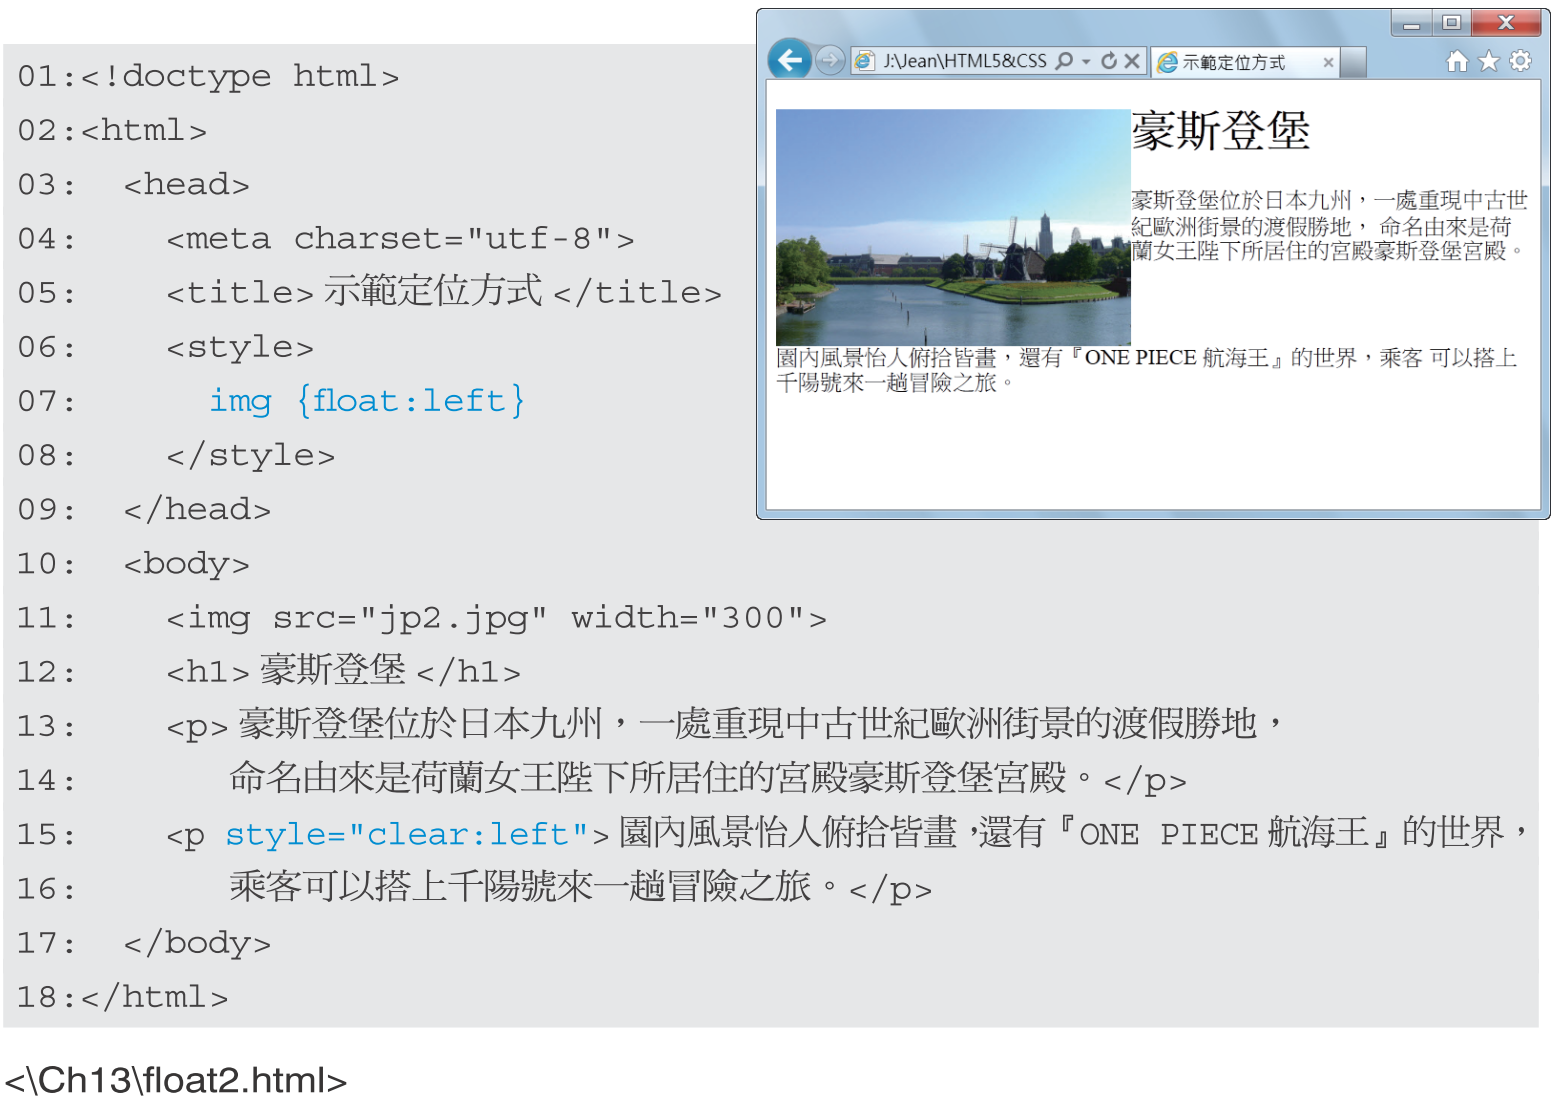 01:<!doctype html>
02:<html>
03:  <head>
04:    <meta charset="utf-8">
05:    <title>示範定位方式</title>
06:    <style>
07:      img {float:left}
08:    </style>
09:  </head>
10:  <body>
11:    <img src="jp2.jpg" width="300">
12:    <h1>豪斯登堡</h1>
13:    <p>豪斯登堡位於日本九州，一處重現中古世紀歐洲街景的渡假勝地，
14:       命名由來是荷蘭女王陛下所居住的宮殿豪斯登堡宮殿。</p>
15:    <p style="clear:left">園內風景怡人俯拾皆畫，還有『ONE PIECE 航海王』的世界，
16:       乘客可以搭上千陽號來一趟冒險之旅。</p>
17:  </body>
18:</html>
J:\Jean\HTML5&CSS
示範定位方式
豪斯登堡
豪斯登堡位於日本九州，一處重現中古世
紀歐洲街景的渡假勝地， 命名由來是荷
蘭女王陛下所居住的宮殿豪斯登堡宮殿。
園內風景怡人俯拾皆畫，還有『ONE PIECE 航海王』的世界，乘客 可以搭上
千陽號來一趟冒險之旅。
<\Ch13\float2.html>